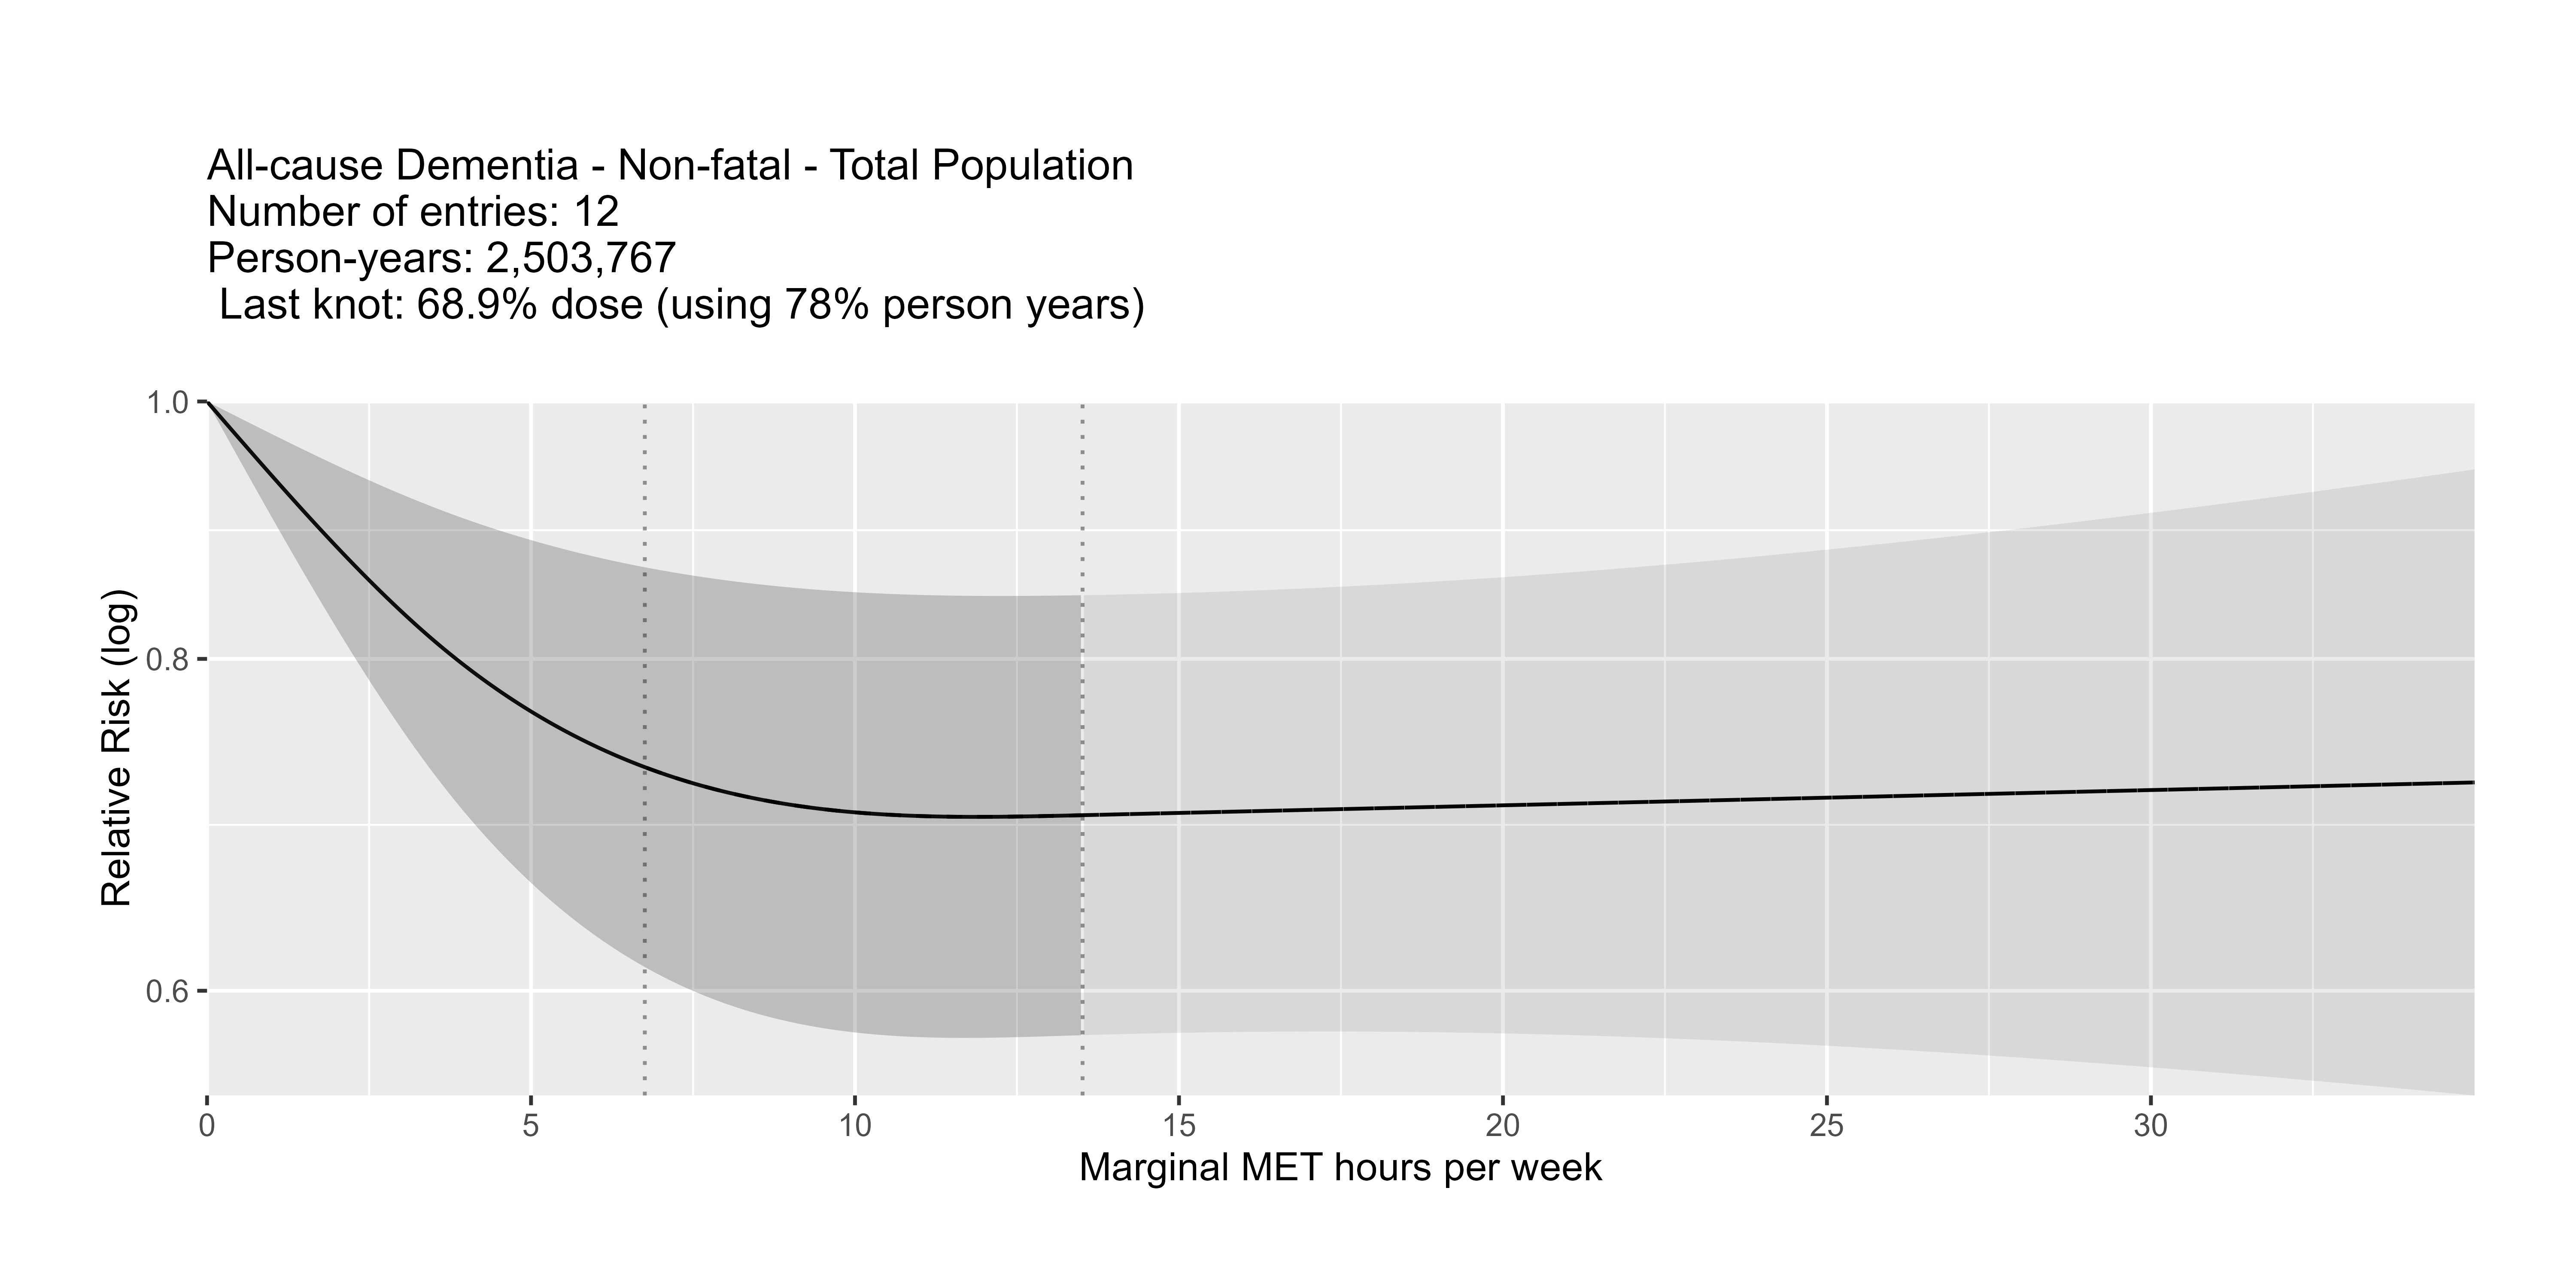 All-cause Dementia - Non-fatal - Total Population
Number of entries: 12
Person-years: 2,503,767
Last knot: 68.9% dose (using 78% person years)
1.0
0.8
0.6
Relative Risk (log)
0 5 10 15 20 25 30
Marginal MET hours per week